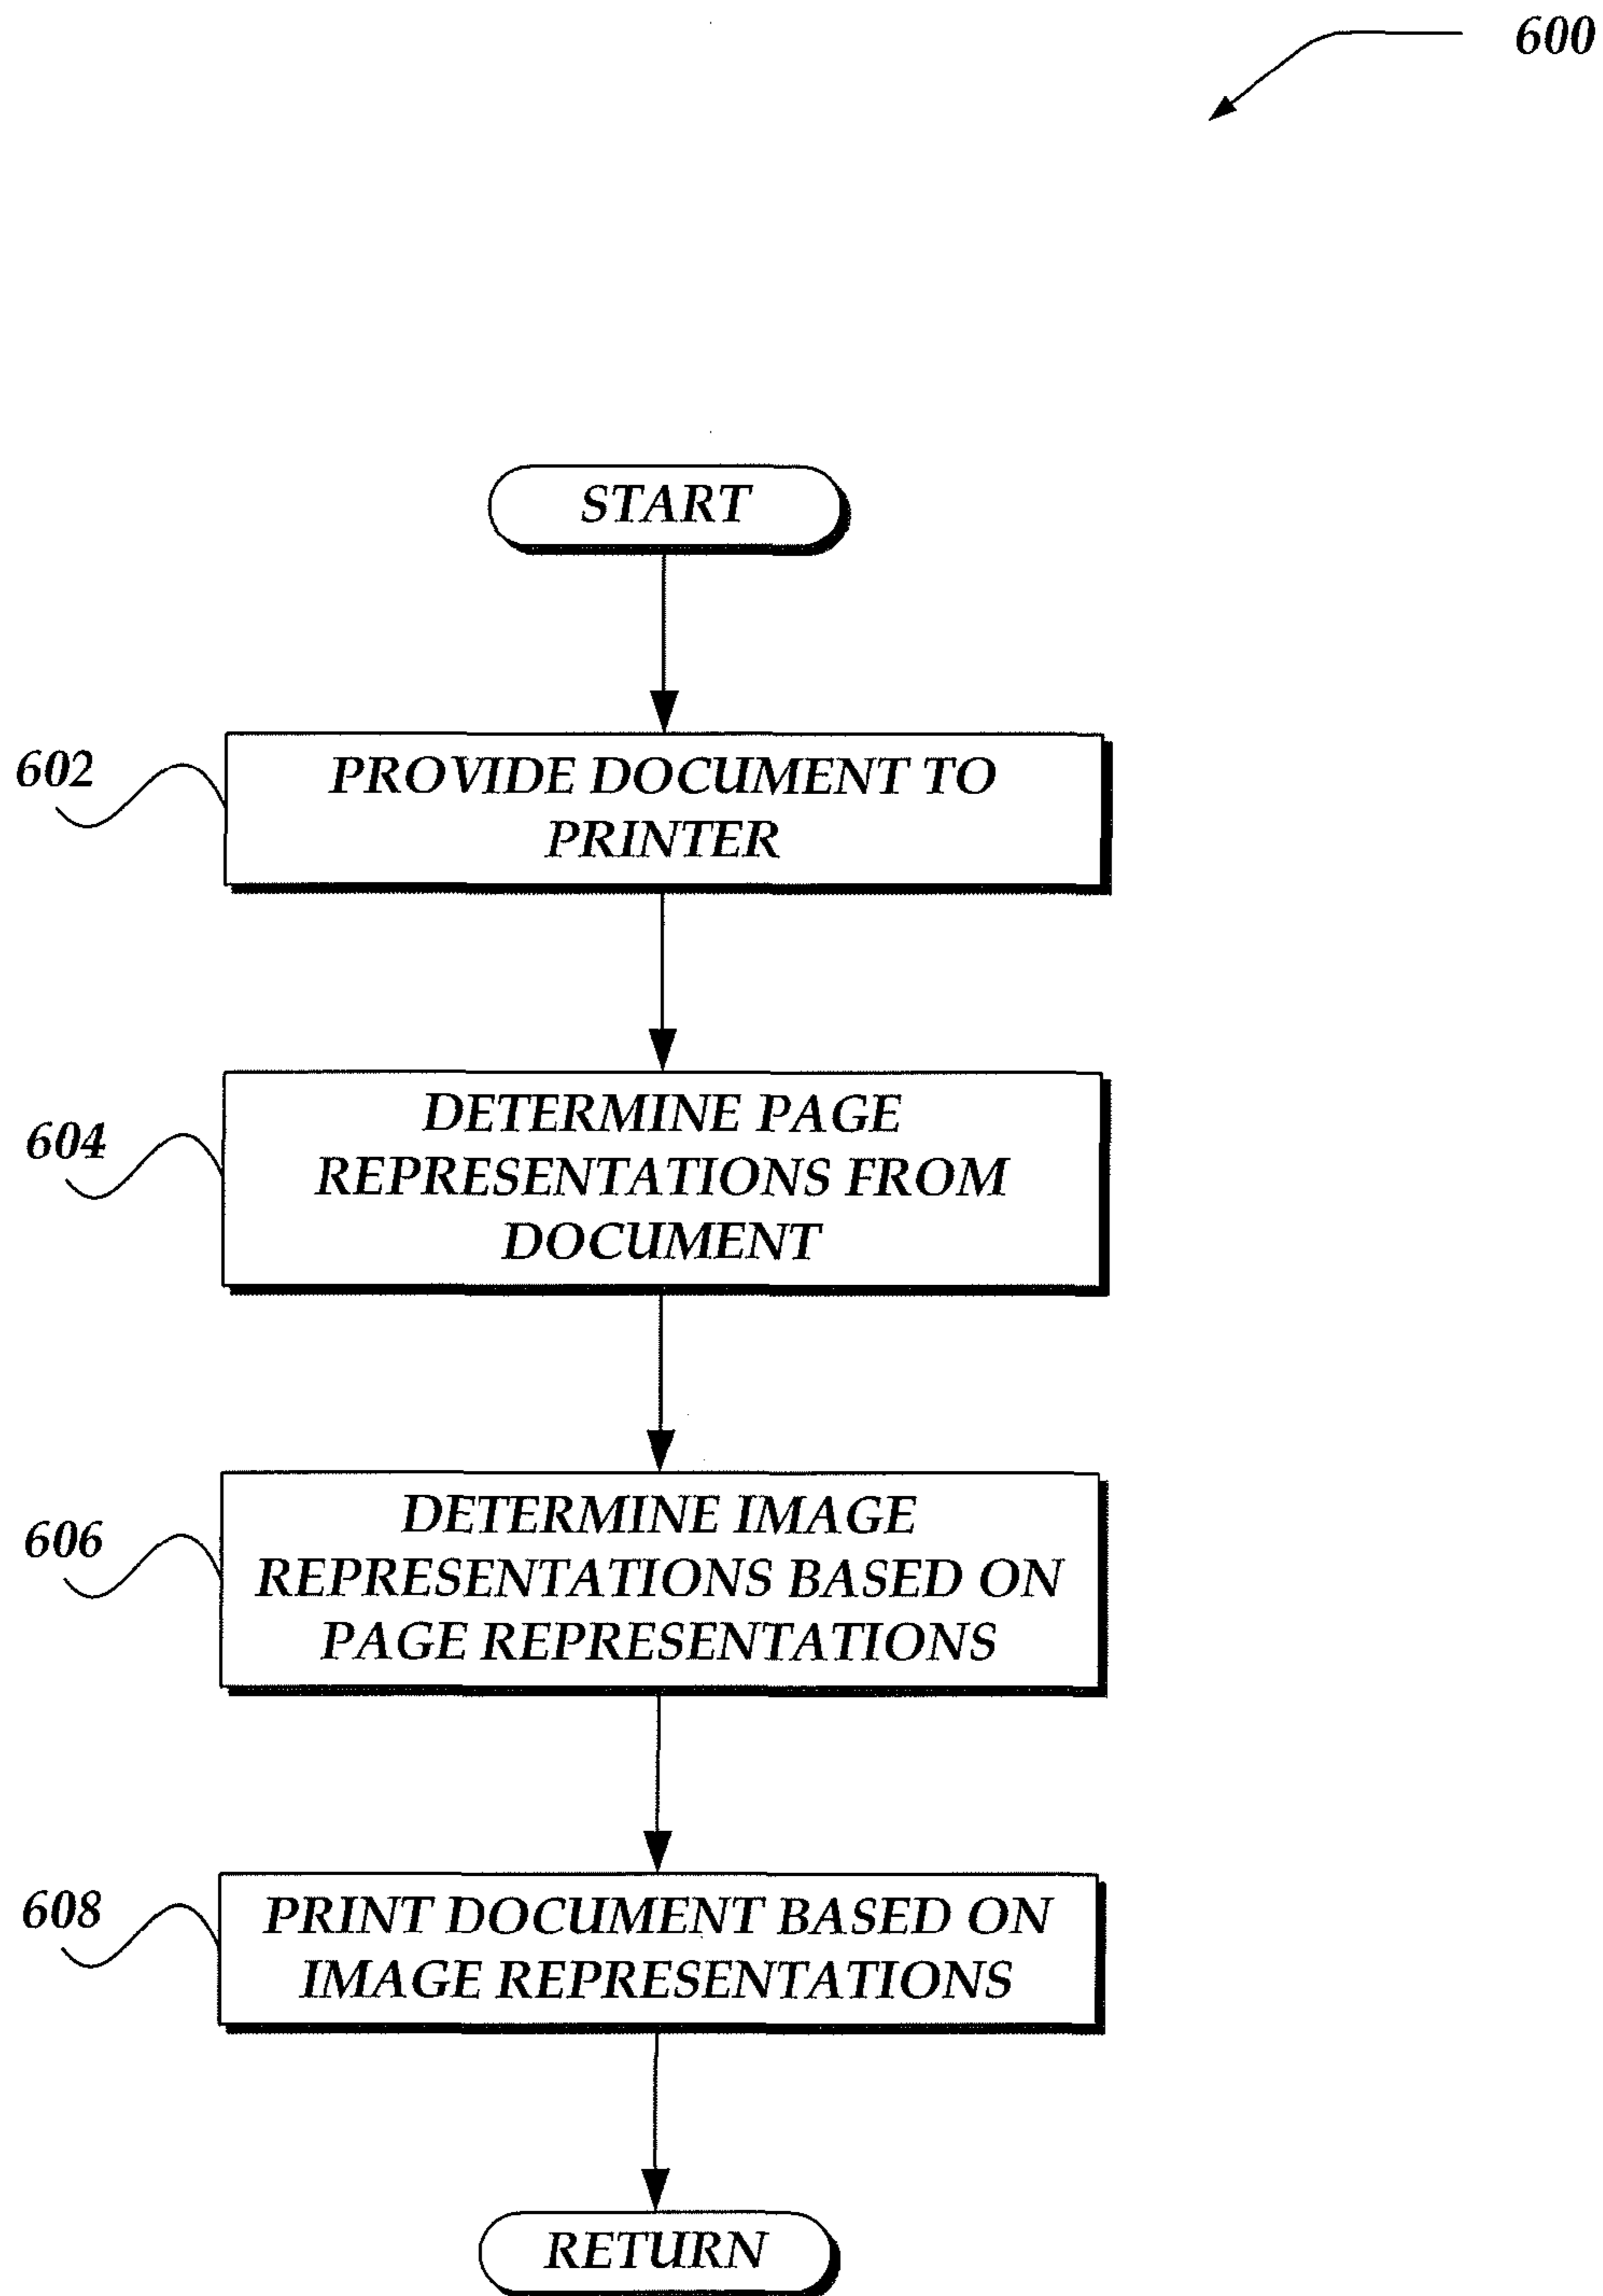 600
START
602
PROVIDE DOCUMENT TO
PRINTER
604
DETERMINE PAGE
REPRESENTATIONS FROM
DOCUMENT
606
DETERMINE IMAGE
REPRESENTATIONS BASED ON
PAGE REPRESENTATIONS
608
PRINT DOCUMENT BASED ON
IMAGE REPRESENTATIONS
RETURN